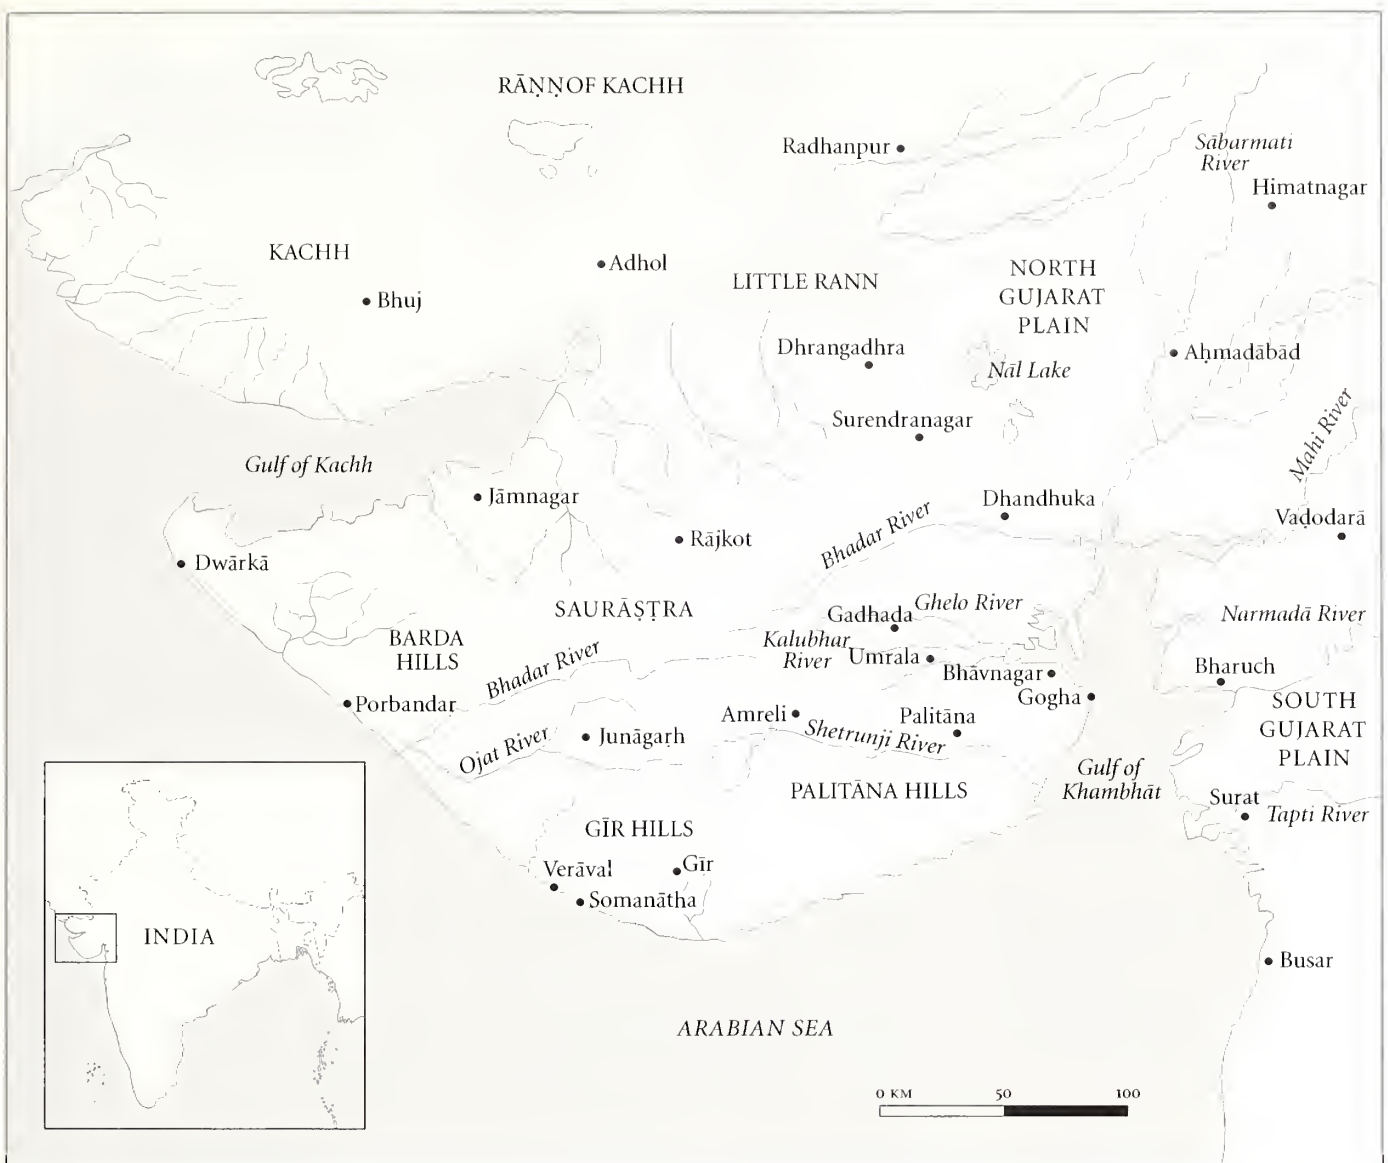 RĀṆṆOF KACHH
Radhanpur
Sābarmati
River
Himatnagar
KACHH
Adhol
LITTLE RANN
NORTH
GUJARAT
PLAIN
Bhuj
Dhrangadhra
Nāl Lake
Aḥmadābād
Surendranagar
Mahi River
Gulf of Kachh
Jāmnagar
Dhandhuka
Bhadar River
Vaḍodarā
Rājkot
Dwārkā
SAURĀṢṬRA
Gadhada
Ghelo River
Narmadā River
BARDA
HILLS
Kalubhar
River
Umrala
Bhadar River
Bhāvnagar
Bharuch
Porbandaṛ
Gogha
SOUTH
GUJARAT
PLAIN
Amreli
Palitāna
Shetrunji River
Ojat River
Junāgaṛh
Gulf of
Khambhāt
PALITĀNA HILLS
Surat
Tapti River
GĪR HILLS
Verāval
Gīr
Somanātha
INDIA
Busar
ARABIAN SEA
0 KM 50 100